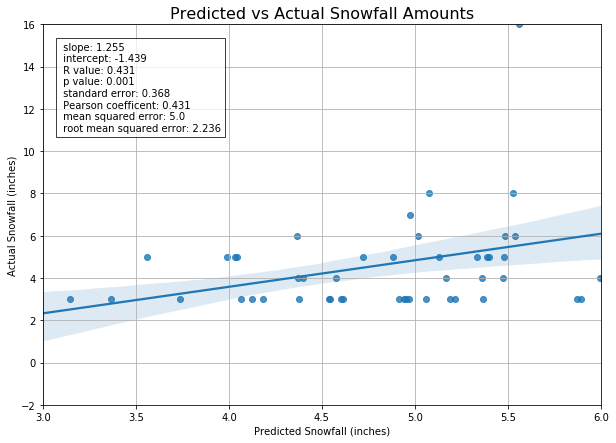 Predicted vs Actual Snowfall Amounts
slope: 1.255
intercept: -1.439
R value: 0.431
p value: 0.001
standard error: 0.368
Pearson coefficent: 0.431
mean squared error: 5.0
root mean squared error: 2.236
Actual Snowfall (inches)
16
14
12
10
8
6
4
2
0
−2
3.0 3.5 4.0 4.5 5.0 5.5 6.0
Predicted Snowfall (inches)